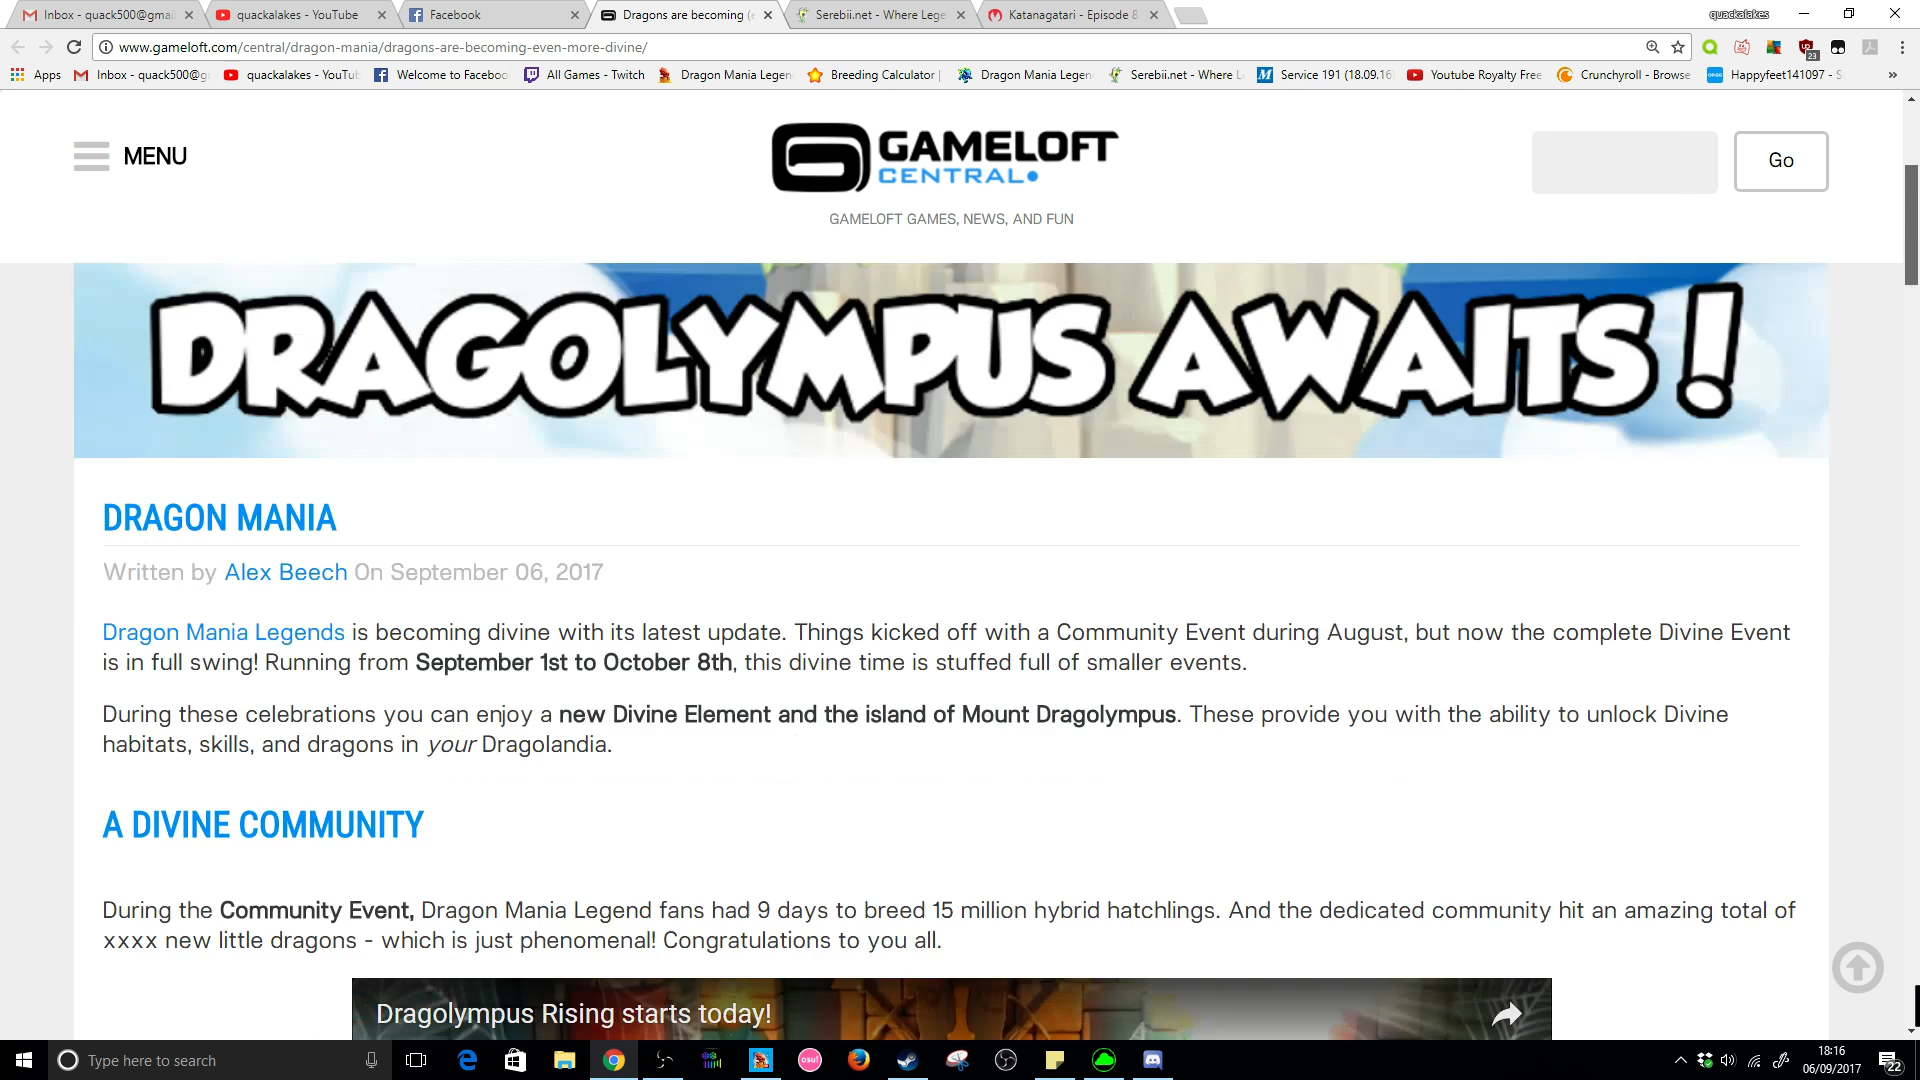 Inbox - quack500@gmai
quackalakes - YouTube
Facebook
Dragons are becoming (e
Serebii.net - Where Lege
Katanagatari - Episode 8
quackalakes
www.gameloft.com/central/dragon-mania/dragons-are-becoming-even-more-divine/
Apps
Inbox - quack500@g
quackalakes - YouTu
Welcome to Faceboo
All Games - Twitch
Dragon Mania Legen
Breeding Calculator |
Dragon Mania Legen
Serebii.net - Where L
Service 191 (18.09.16
Youtube Royalty Free
Crunchyroll - Browse
Happyfeet141097 - S
»
MENU
GAMELOFT
CENTRAL
GAMELOFT GAMES, NEWS, AND FUN
Go
DRAGOLYMPUS AWAITS !
DRAGON MANIA
Written by Alex Beech On September 06, 2017
Dragon Mania Legends is becoming divine with its latest update. Things kicked off with a Community Event during August, but now the complete Divine Event
is in full swing! Running from September 1st to October 8th, this divine time is stuffed full of smaller events.
During these celebrations you can enjoy a new Divine Element and the island of Mount Dragolympus. These provide you with the ability to unlock Divine
habitats, skills, and dragons in your Dragolandia.
A DIVINE COMMUNITY
During the Community Event, Dragon Mania Legend fans had 9 days to breed 15 million hybrid hatchlings. And the dedicated community hit an amazing total of
xxxx new little dragons - which is just phenomenal! Congratulations to you all.
Dragolympus Rising starts today!
Type here to search
osu!
18:16
06/09/2017
22